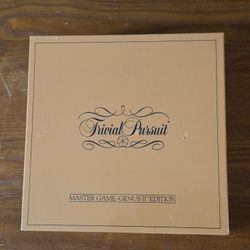 Trivial Pursuit
MASTER GAME-GENUS II EDITION